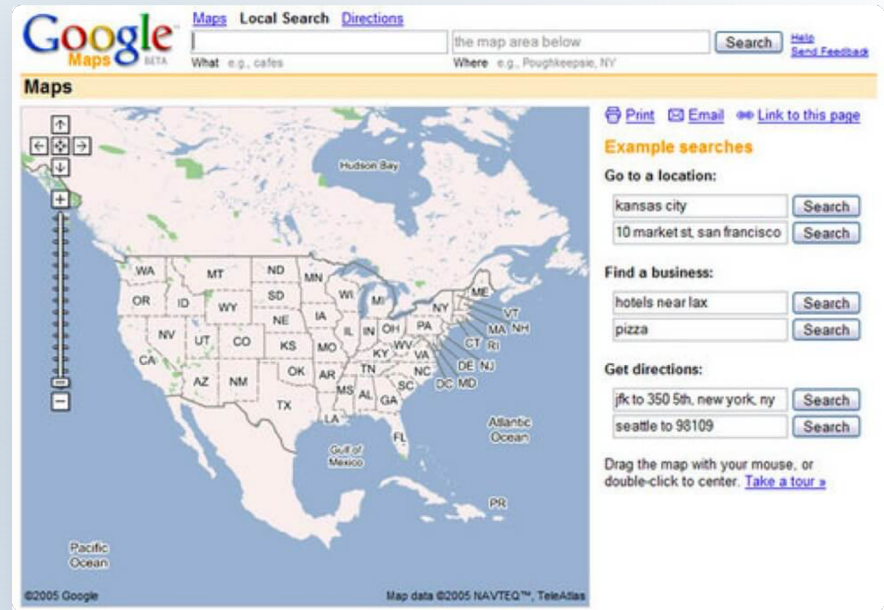 Google Maps BETA
Maps Local Search Directions
the map area below
Search
Help
Send Feedback
What e.g., cafes
Where e.g., Poughkeepsie, NY
Maps
Print Email Link to this page
Example searches
Go to a location:
kansas city Search
10 market st, san francisco Search
Find a business:
hotels near lax Search
pizza Search
Get directions:
jfk to 350 5th, new york, ny Search
seattle to 98109 Search
Drag the map with your mouse, or
double-click to center. Take a tour »
Hudson Bay
WA MT ND MN
OR ID WY SD WI MI NY ME
VT
NV UT CO NE IA IL IN OH PA MA NH
CA KS MO KY WV VA CT RI
AZ NM OK AR TN NC DE NJ
TX MS AL GA SC DC MD
LA
FL
Gulf of
Mexico
Atlantic
Ocean
PR
Pacific
Ocean
©2005 Google
Map data ©2005 NAVTEQ™, TeleAtlas